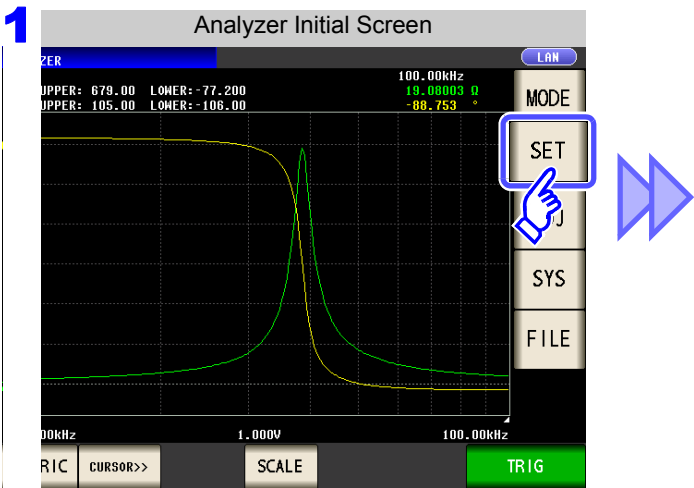 1
Analyzer Initial Screen
ZER
LAN
100.00kHz
UPPER: 679.00 LOWER:-77.200 19.08003 Ω
UPPER: 105.00 LOWER:-106.00 -88.753 °
MODE
SET
J
SYS
FILE
00kHz 1.000V 100.00kHz
RIC CURSOR>> SCALE TRIG